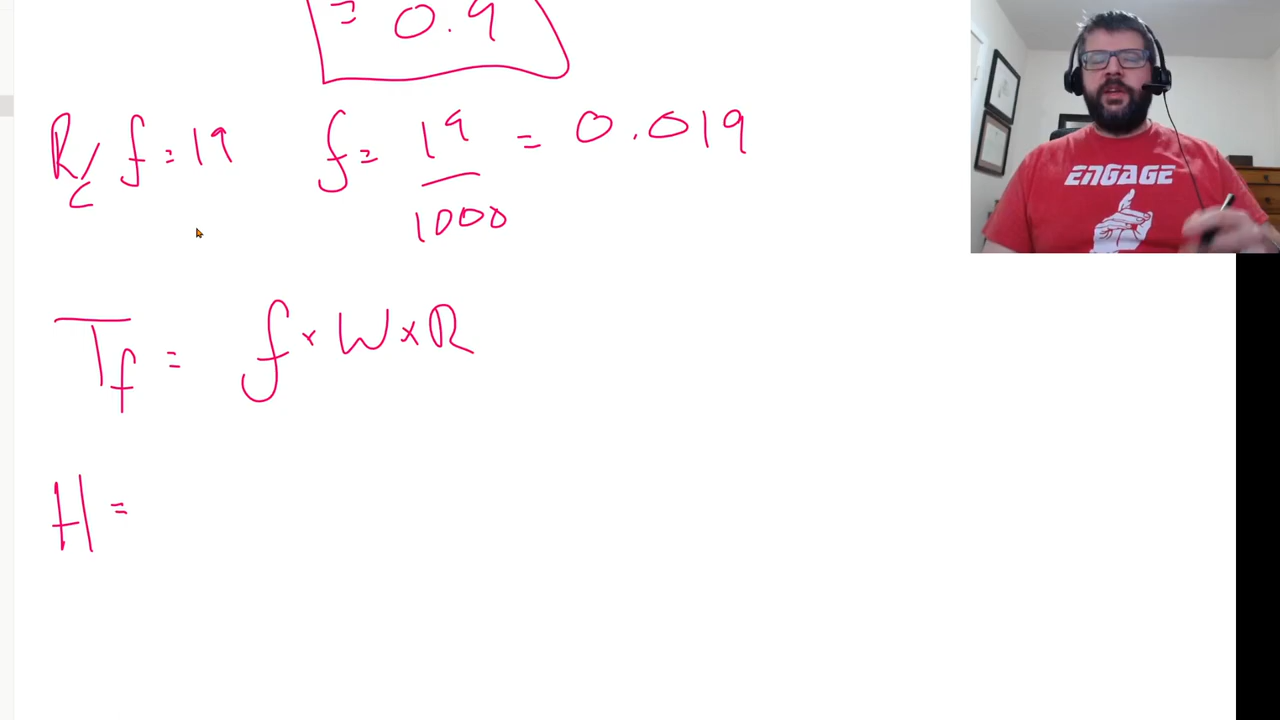 = 0.9
R/c f = 19 f = 19/1000 = 0.019
Tf = f × W × R
H =
ENGAGE